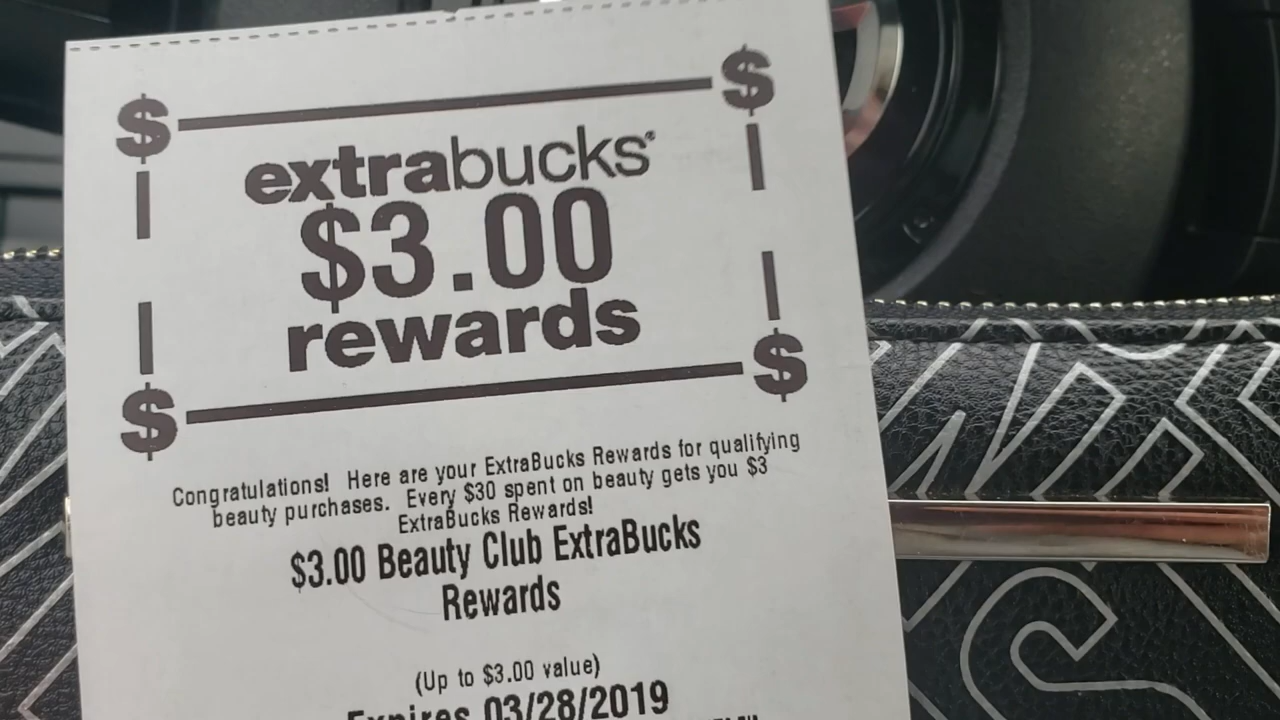 $ $
extrabucks®
$3.00
rewards
$ $
Congratulations! Here are your ExtraBucks Rewards for qualifying
beauty purchases. Every $30 spent on beauty gets you $3
ExtraBucks Rewards!
$3.00 Beauty Club ExtraBucks
Rewards
(Up to $3.00 value)
Expires 03/28/2019